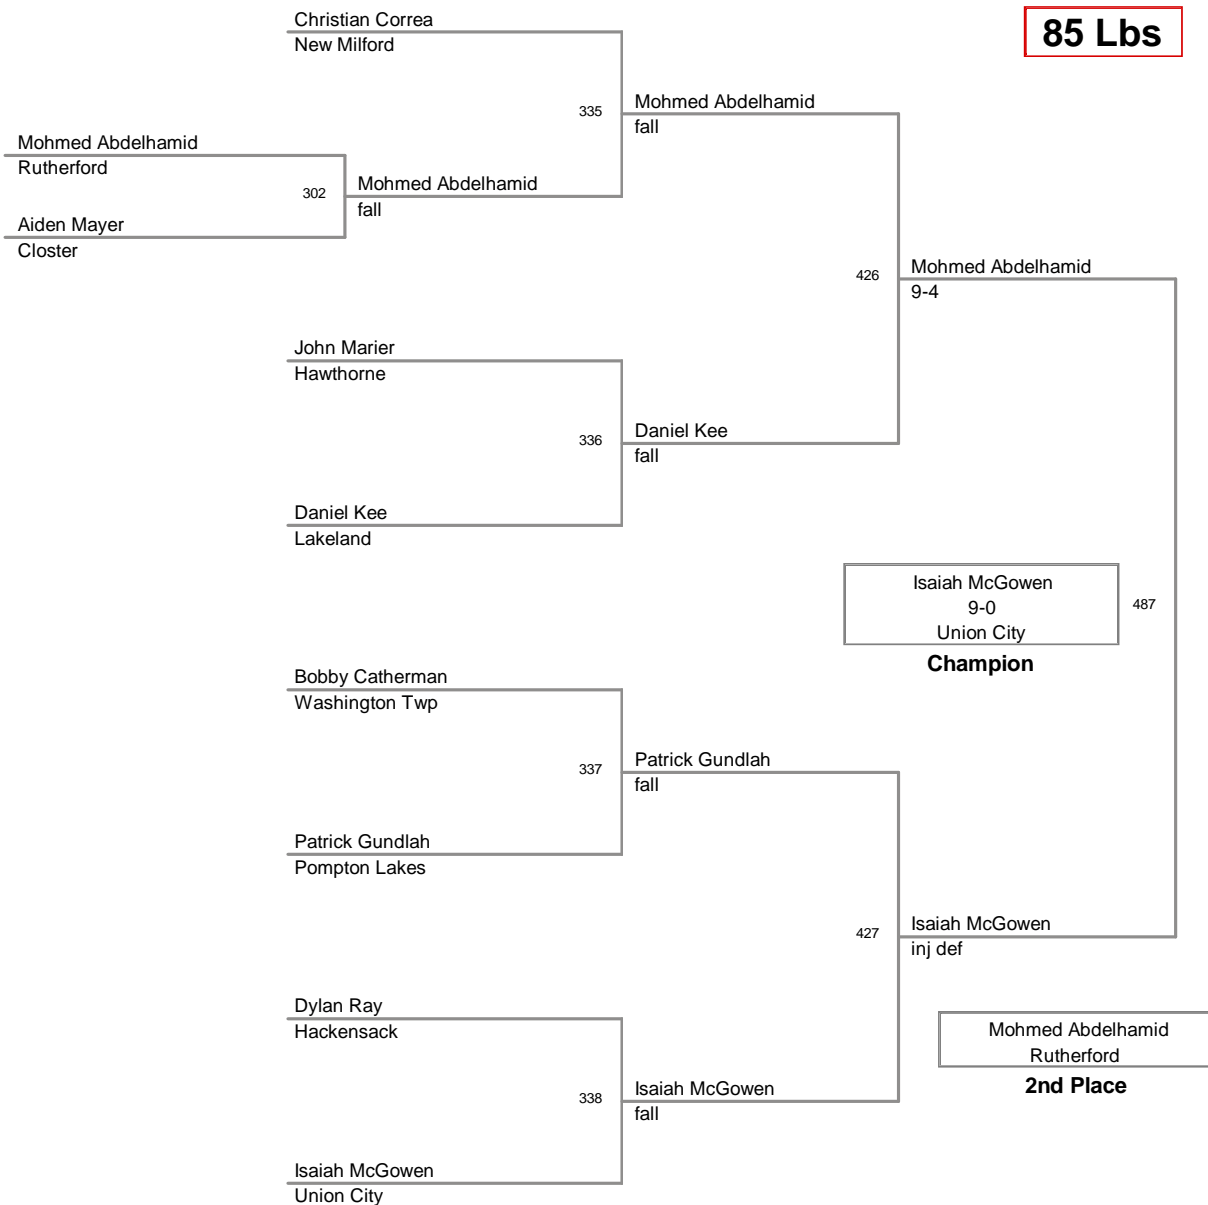 Christian Correa
New Milford
85 Lbs
335
Mohmed Abdelhamid
fall
Mohmed Abdelhamid
Rutherford
302
Mohmed Abdelhamid
fall
Aiden Mayer
Closter
426
Mohmed Abdelhamid
9-4
John Marier
Hawthorne
336
Daniel Kee
fall
Daniel Kee
Lakeland
Isaiah McGowen
9-0
Union City
487
Champion
Bobby Catherman
Washington Twp
337
Patrick Gundlah
fall
Patrick Gundlah
Pompton Lakes
427
Isaiah McGowen
inj def
Dylan Ray
Hackensack
Mohmed Abdelhamid
Rutherford
2nd Place
338
Isaiah McGowen
fall
Isaiah McGowen
Union City